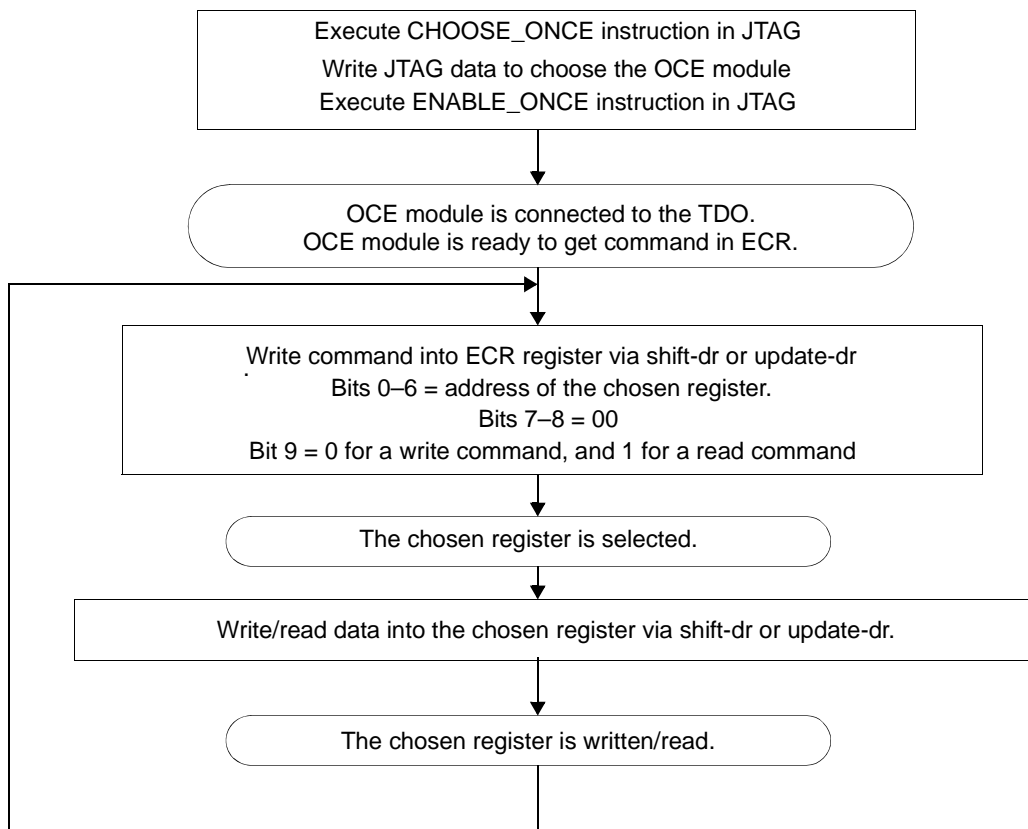 Execute CHOOSE_ONCE instruction in JTAG
Write JTAG data to choose the OCE module
Execute ENABLE_ONCE instruction in JTAG
OCE module is connected to the TDO.
OCE module is ready to get command in ECR.
Write command into ECR register via shift-dr or update-dr
Bits 0–6 = address of the chosen register.
Bits 7–8 = 00
Bit 9 = 0 for a write command, and 1 for a read command
The chosen register is selected.
Write/read data into the chosen register via shift-dr or update-dr.
The chosen register is written/read.